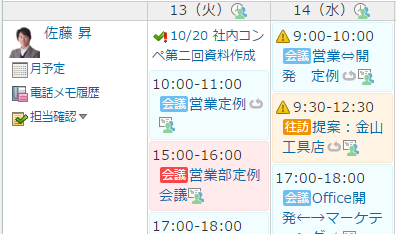 13（火）
14（水）
佐藤 昇
月予定
電話メモ履歴
担当確認
10/20 社内コン
ペ第二回資料作成
10:00-11:00
会議 営業定例
15:00-16:00
会議 営業部定例
会議
17:00-18:00
9:00-10:00
会議 営業⇔開
発　定例
9:30-12:30
往訪 提案：金山
工具店
17:00-18:00
会議 Office開
発←→マーケテ